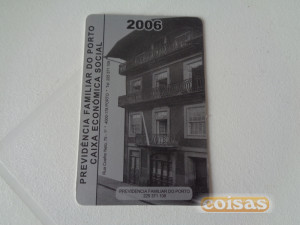 2006
PREVIDÊNCIA FAMILIAR DO PORTO
CAIXA ECONÓMICA SOCIAL
PREVIDÊNCIA FAMILIAR DO PORTO
coisas